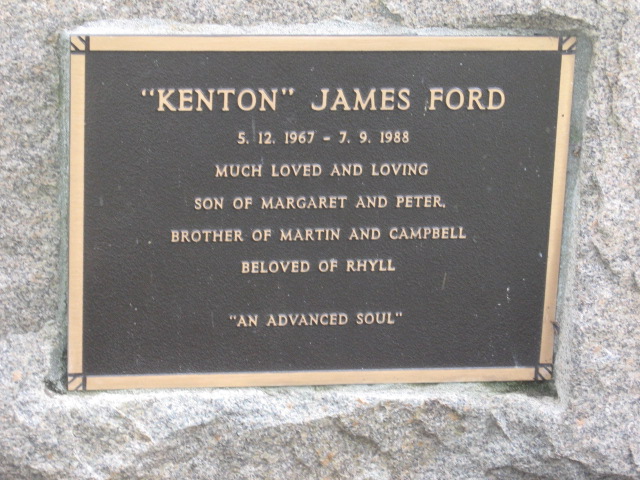 "KENTON" JAMES FORD
5. 12. 1967 - 7. 9. 1988
MUCH LOVED AND LOVING
SON OF MARGARET AND PETER,
BROTHER OF MARTIN AND CAMPBELL
BELOVED OF RHYLL
"AN ADVANCED SOUL"